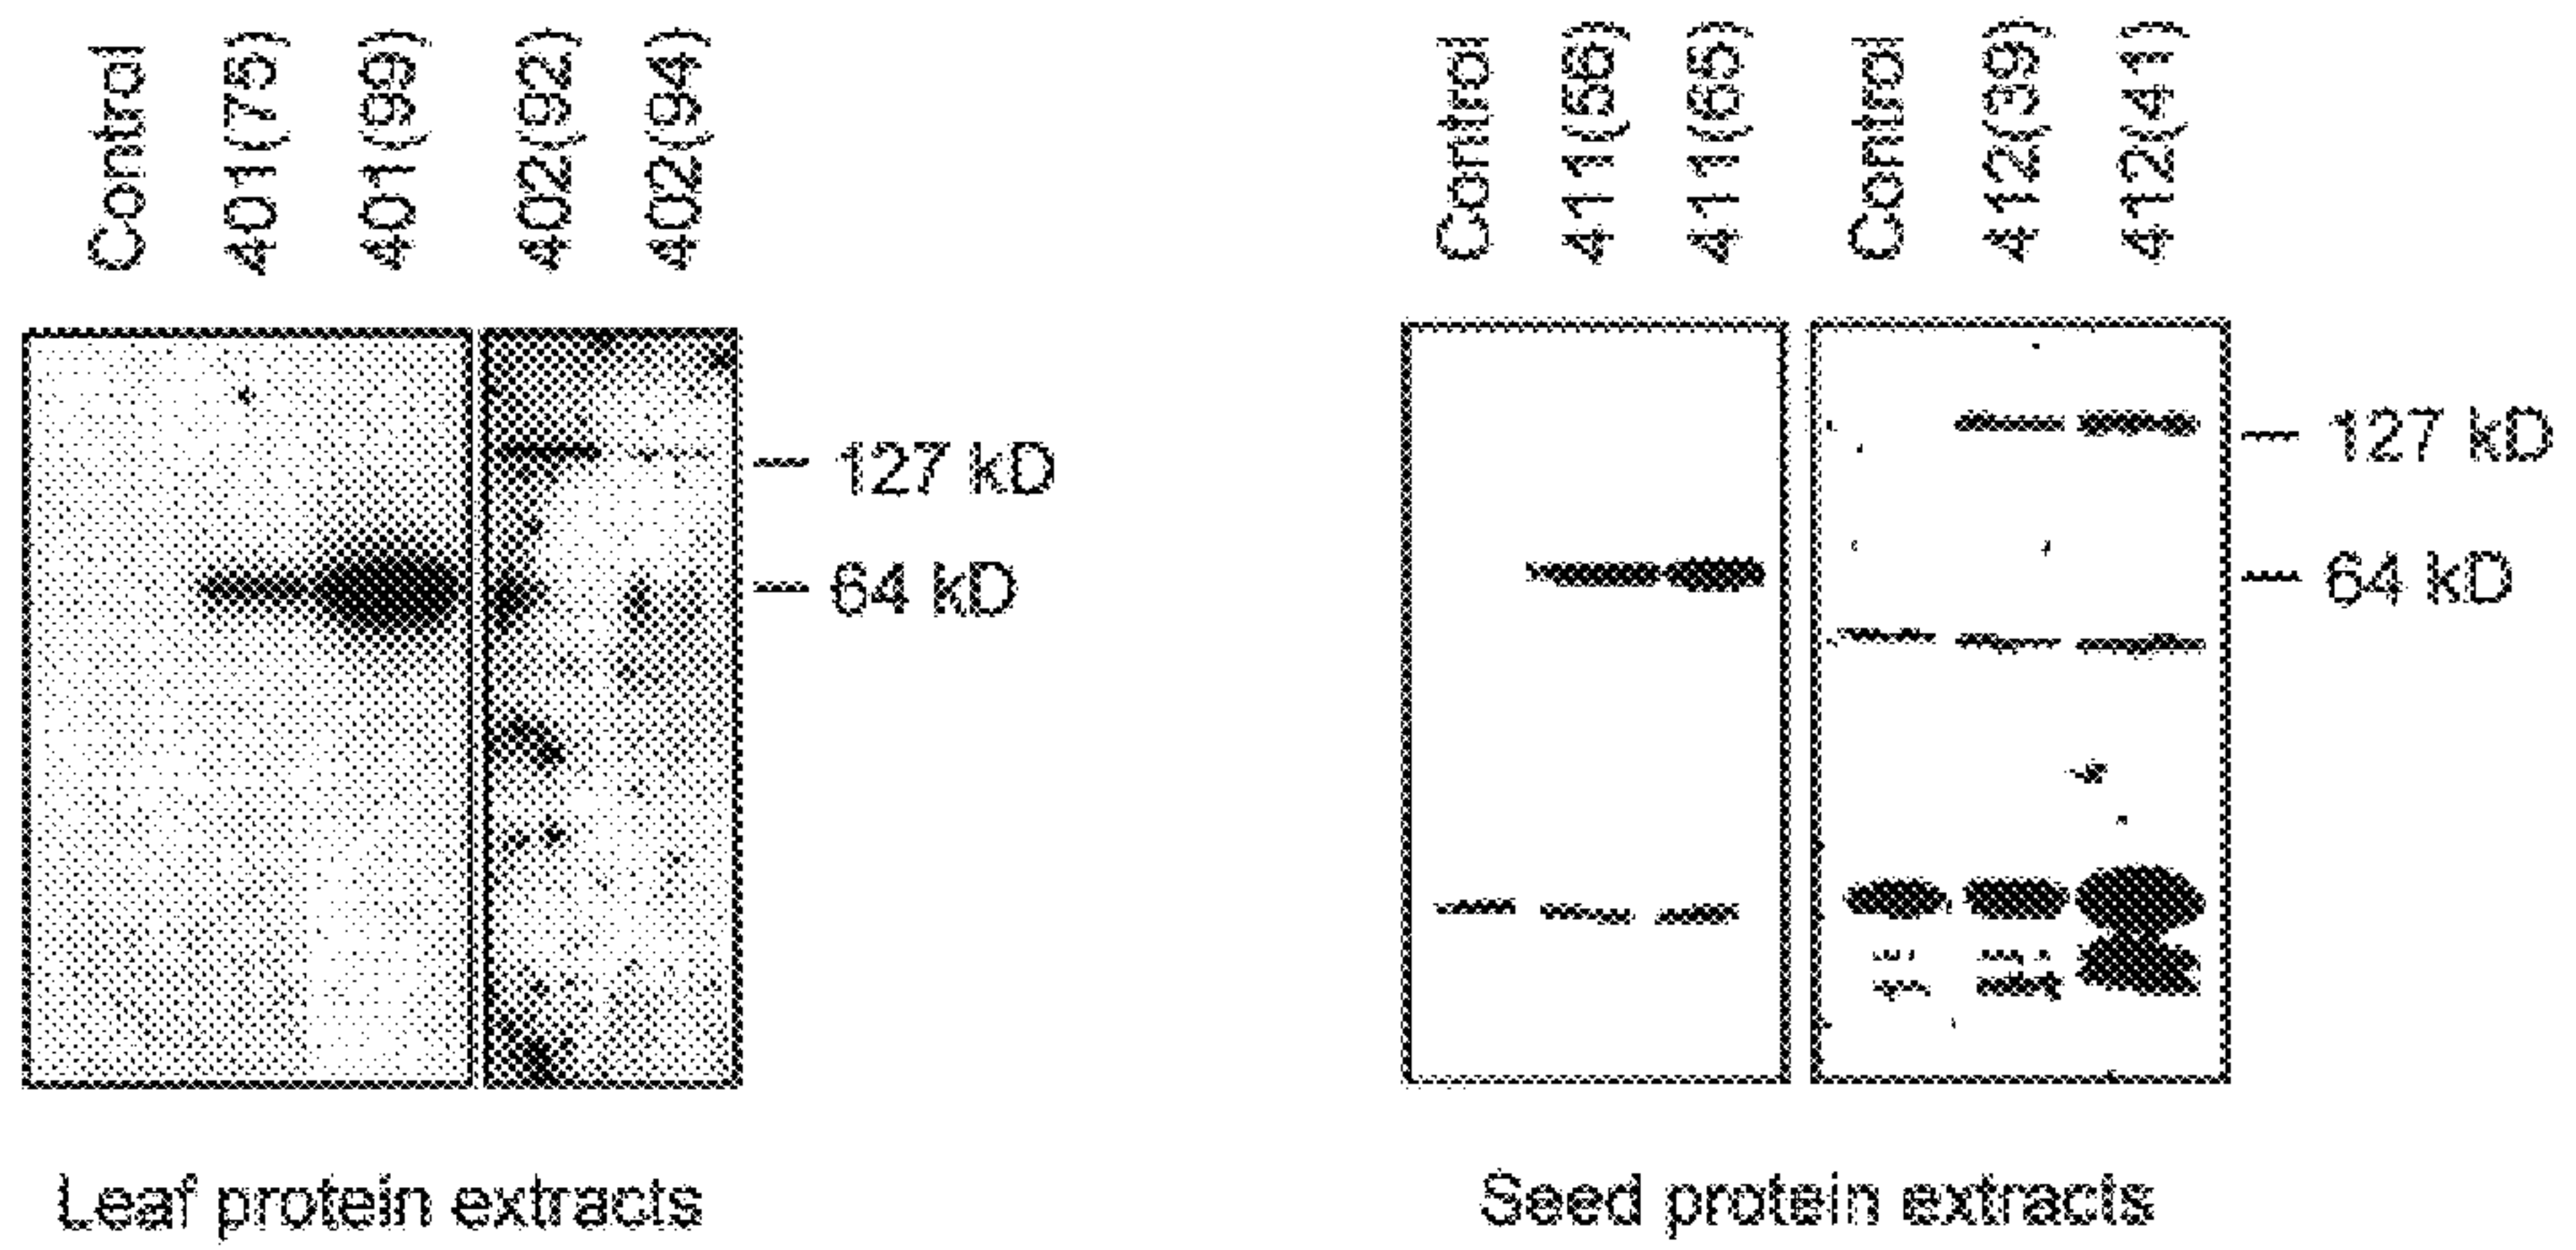 Control
401(75)
401(99)
402(92)
402(94)
Control
411(56)
411(65)
Control
412(39)
412(41)
— 127 kD
— 64 kD
— 127 kD
— 64 kD
Leaf protein extracts
Seed protein extracts